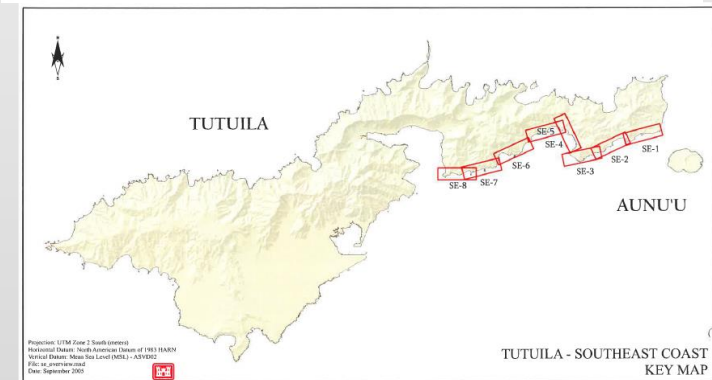 N
S
TUTUILA
SE-5
SE-4
SE-1
SE-2
SE-3
SE-6
SE-7
SE-8
AUNU'U
Projection: UTM Zone 2 South (meters)
Horizontal Datum: North American Datum of 1983 HARN
Vertical Datum: Mean Sea Level (MSL) - ASVD02
File: se_overview.mxd
Date: September 2005
TUTUILA - SOUTHEAST COAST
KEY MAP